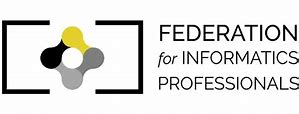 FEDERATION
for INFORMATICS
PROFESSIONALS